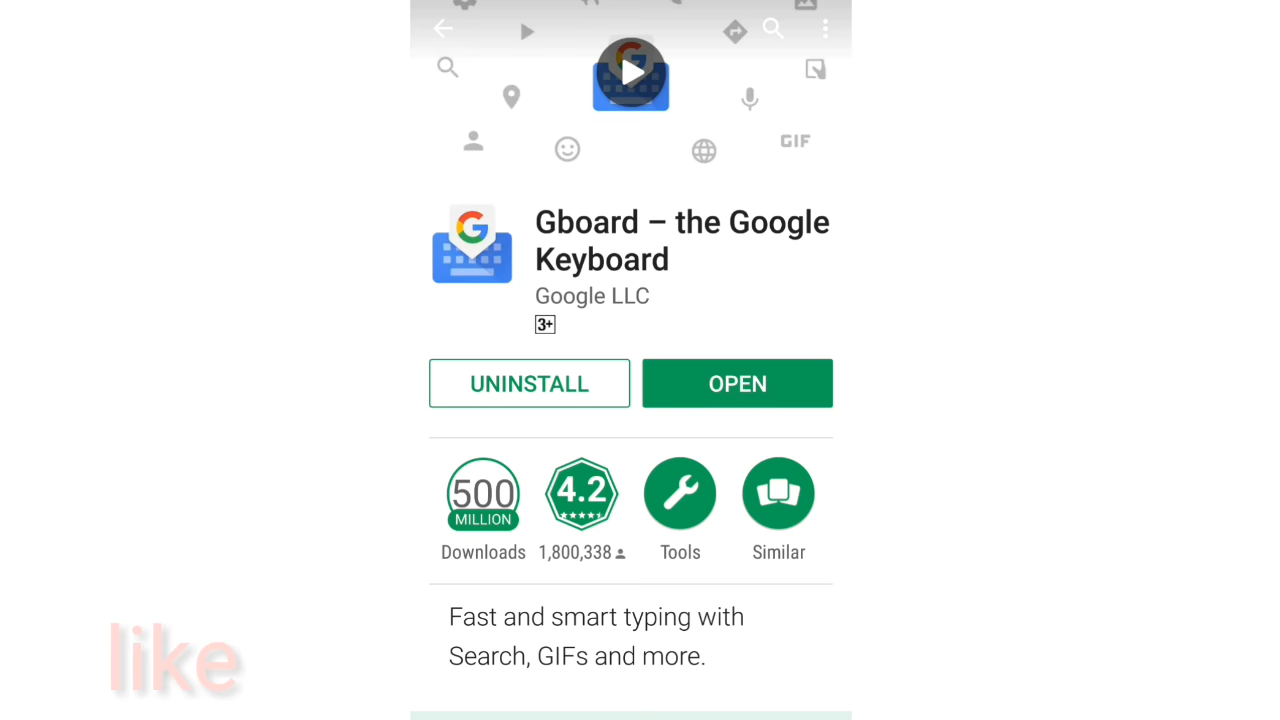 GIF
Gboard – the Google
Keyboard
Google LLC
3+
UNINSTALL
OPEN
500
MILLION
Downloads
4.2
1,800,338
Tools
Similar
Fast and smart typing with
Search, GIFs and more.
like